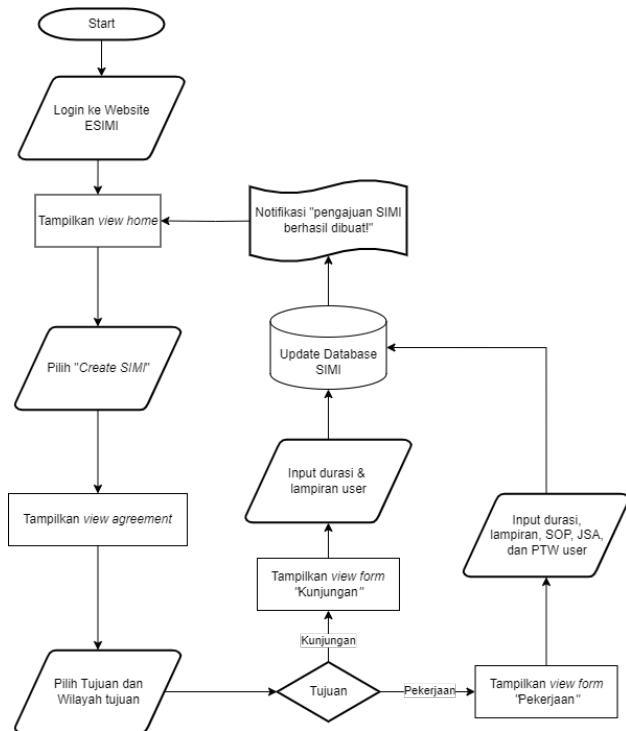 Start
Login ke Website
ESIMI
Tampilkan view home
Notifikasi "pengajuan SIMI
berhasil dibuat!"
Pilih "Create SIMI"
Update Database
SIMI
Tampilkan view agreement
Input durasi &
lampiran user
Input durasi,
lampiran, SOP, JSA,
dan PTW user
Tampilkan view form
"Kunjungan"
Kunjungan
Pilih Tujuan dan
Wilayah tujuan
Tujuan
Pekerjaan
Tampilkan view form
"Pekerjaan"